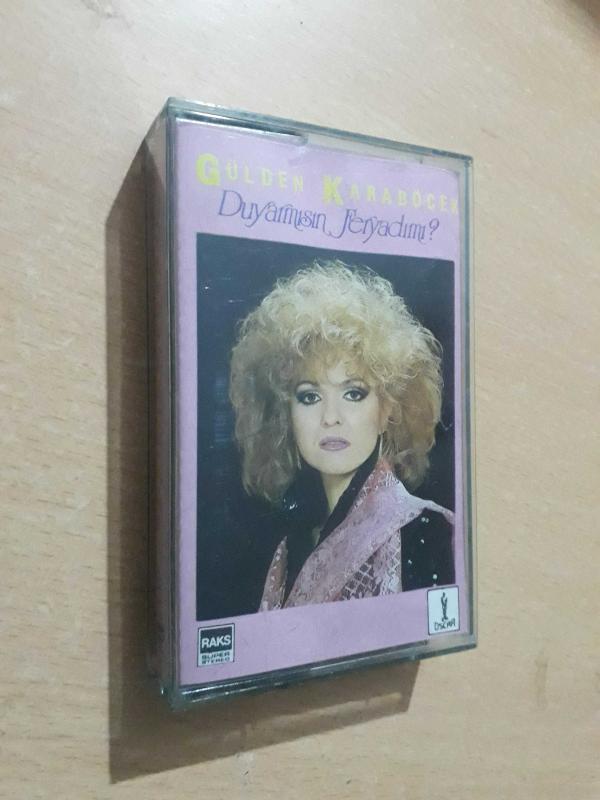 GÜLDEN KARABÖCEK
Duyarmısın Feryadımı?
RAKS
SUPER
STEREO
OSCAR